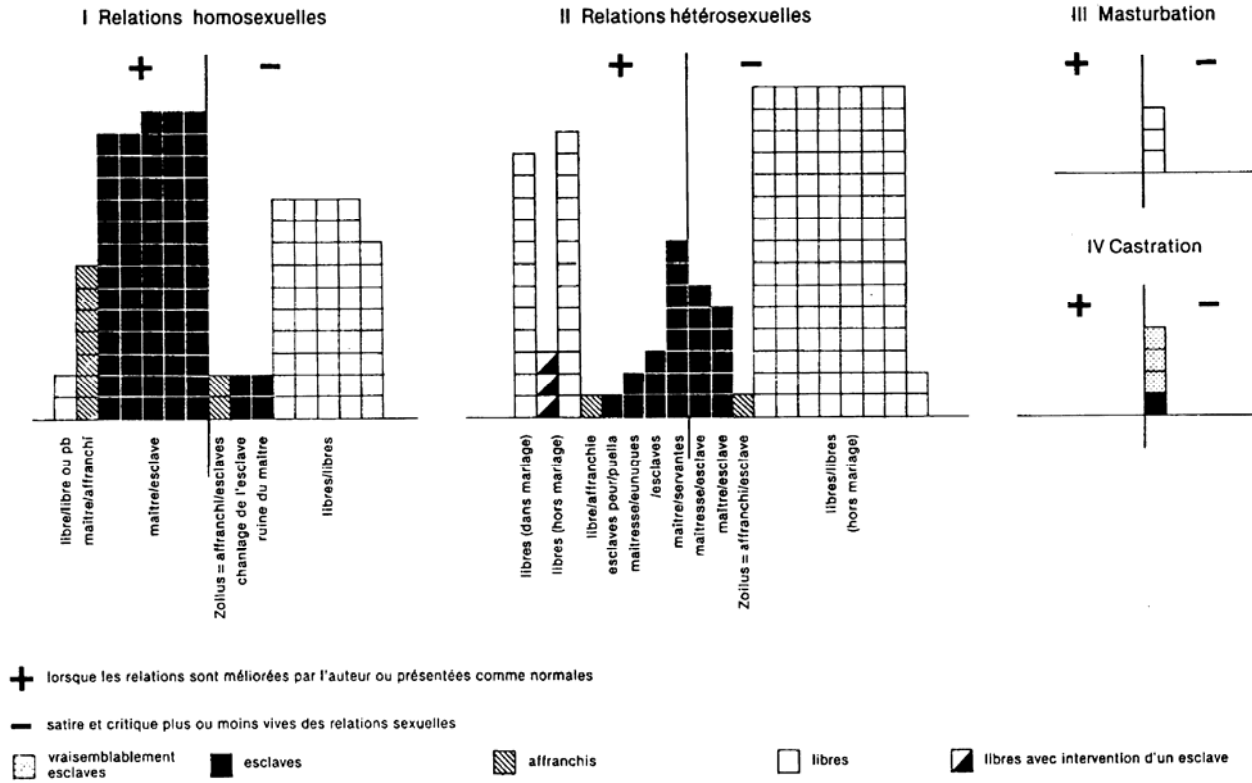 I Relations homosexuelles
II Relations hétérosexuelles
III Masturbation
+ −
+ −
+ −
IV Castration
+ −
libre/libre ou pb
maître/affranchi
maître/esclave
Zoïlus = affranchi/esclaves
chantage de l'esclave
ruine du maître
libres/libres
libres (dans mariage)
libres (hors mariage)
libre/affranchie
esclaves peur/puella
maîtresse/eunuques
/esclaves
maître/servantes
maîtresse/esclave
maître/esclave
Zoïlus = affranchi/esclave
libres/libres
(hors mariage)
+ lorsque les relations sont méliorées par l'auteur ou présentées comme normales
− satire et critique plus ou moins vives des relations sexuelles
vraisemblablement
esclaves
esclaves
affranchis
libres
libres avec intervention d'un esclave